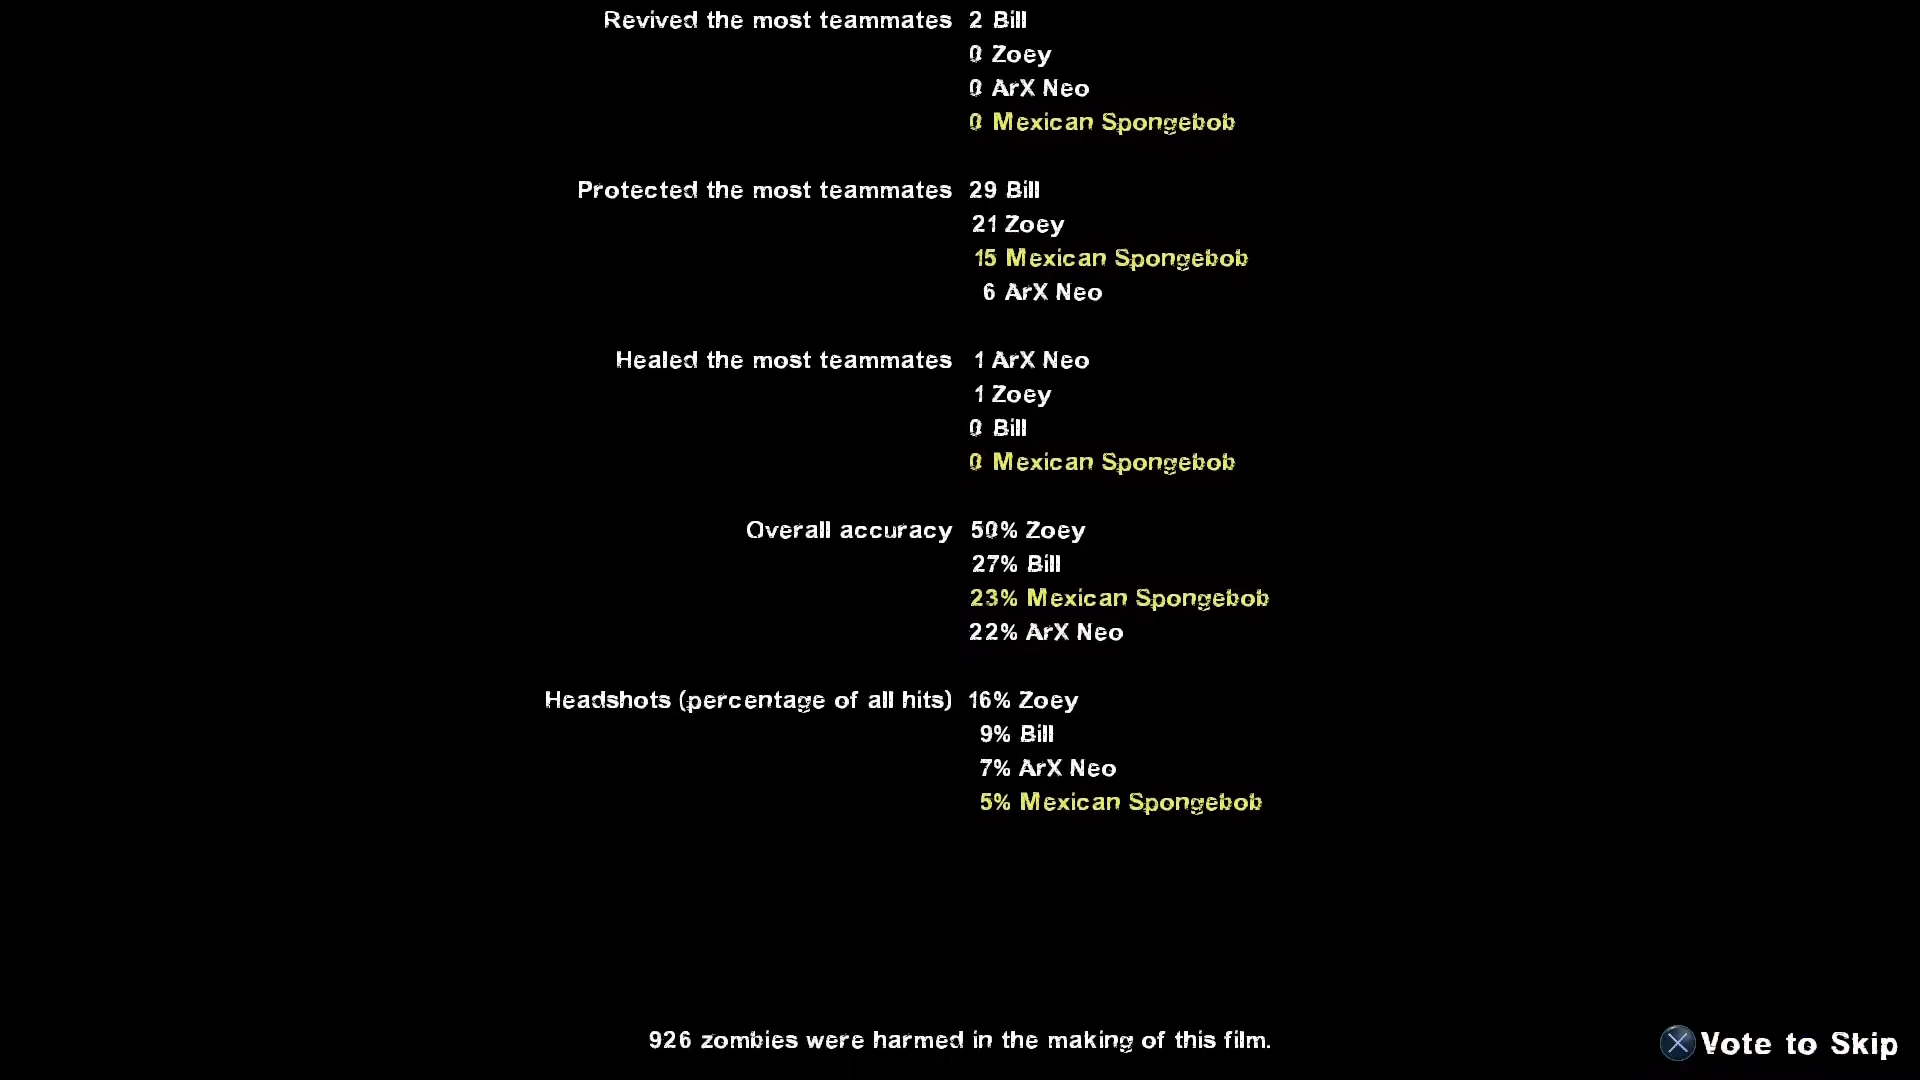 Revived the most teammates 2 Bill
0 Zoey
0 ArX Neo
0 Mexican Spongebob
Protected the most teammates 29 Bill
21 Zoey
15 Mexican Spongebob
6 ArX Neo
Healed the most teammates 1 ArX Neo
1 Zoey
0 Bill
0 Mexican Spongebob
Overall accuracy 50% Zoey
27% Bill
23% Mexican Spongebob
22% ArX Neo
Headshots (percentage of all hits) 16% Zoey
9% Bill
7% ArX Neo
5% Mexican Spongebob
926 zombies were harmed in the making of this film.
Vote to Skip